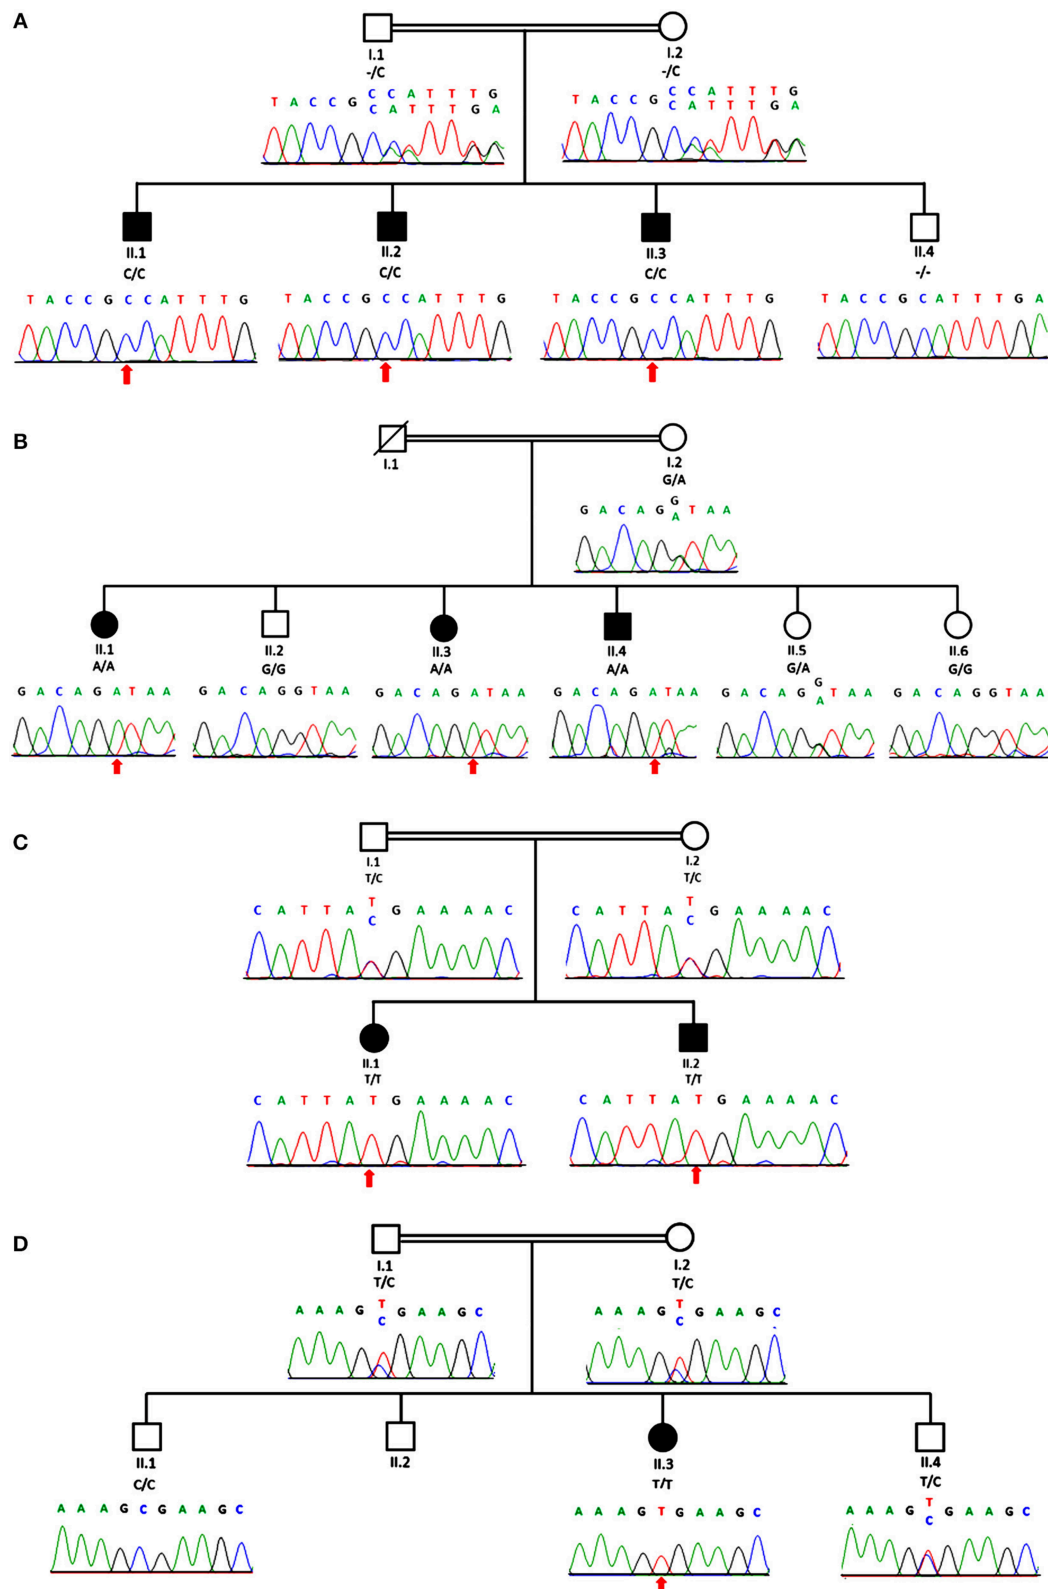 A
I.1
I.2
-/C
-/C
T A C C G C C A T T T G
C A T T T G A
T A C C G C C A T T T G
C A T T T G A
II.1
II.2
II.3
II.4
C/C
C/C
C/C
-/-
T A C C G C C A T T T G
T A C C G C C A T T T G
T A C C G C C A T T T G
T A C C G C A T T T G A
B
I.1
I.2
G/A
G A C A G G T A A
A
II.1
II.2
II.3
II.4
II.5
II.6
A/A
G/G
A/A
A/A
G/A
G/G
G A C A G A T A A
G A C A G G T A A
G A C A G A T A A
G A C A G A T A A
G A C A G G T A A
A
G A C A G G T A A
C
I.1
I.2
T/C
T/C
C A T T A T G A A A A C
C
C A T T A T G A A A A C
C
II.1
II.2
T/T
T/T
C A T T A T G A A A A C
C A T T A T G A A A A C
D
I.1
I.2
T/C
T/C
A A A G T G A A G C
C
A A A G T G A A G C
C
II.1
II.2
II.3
II.4
C/C
T/T
T/C
A A A G C G A A G C
A A A G T G A A G C
A A A G T G A A G C
C